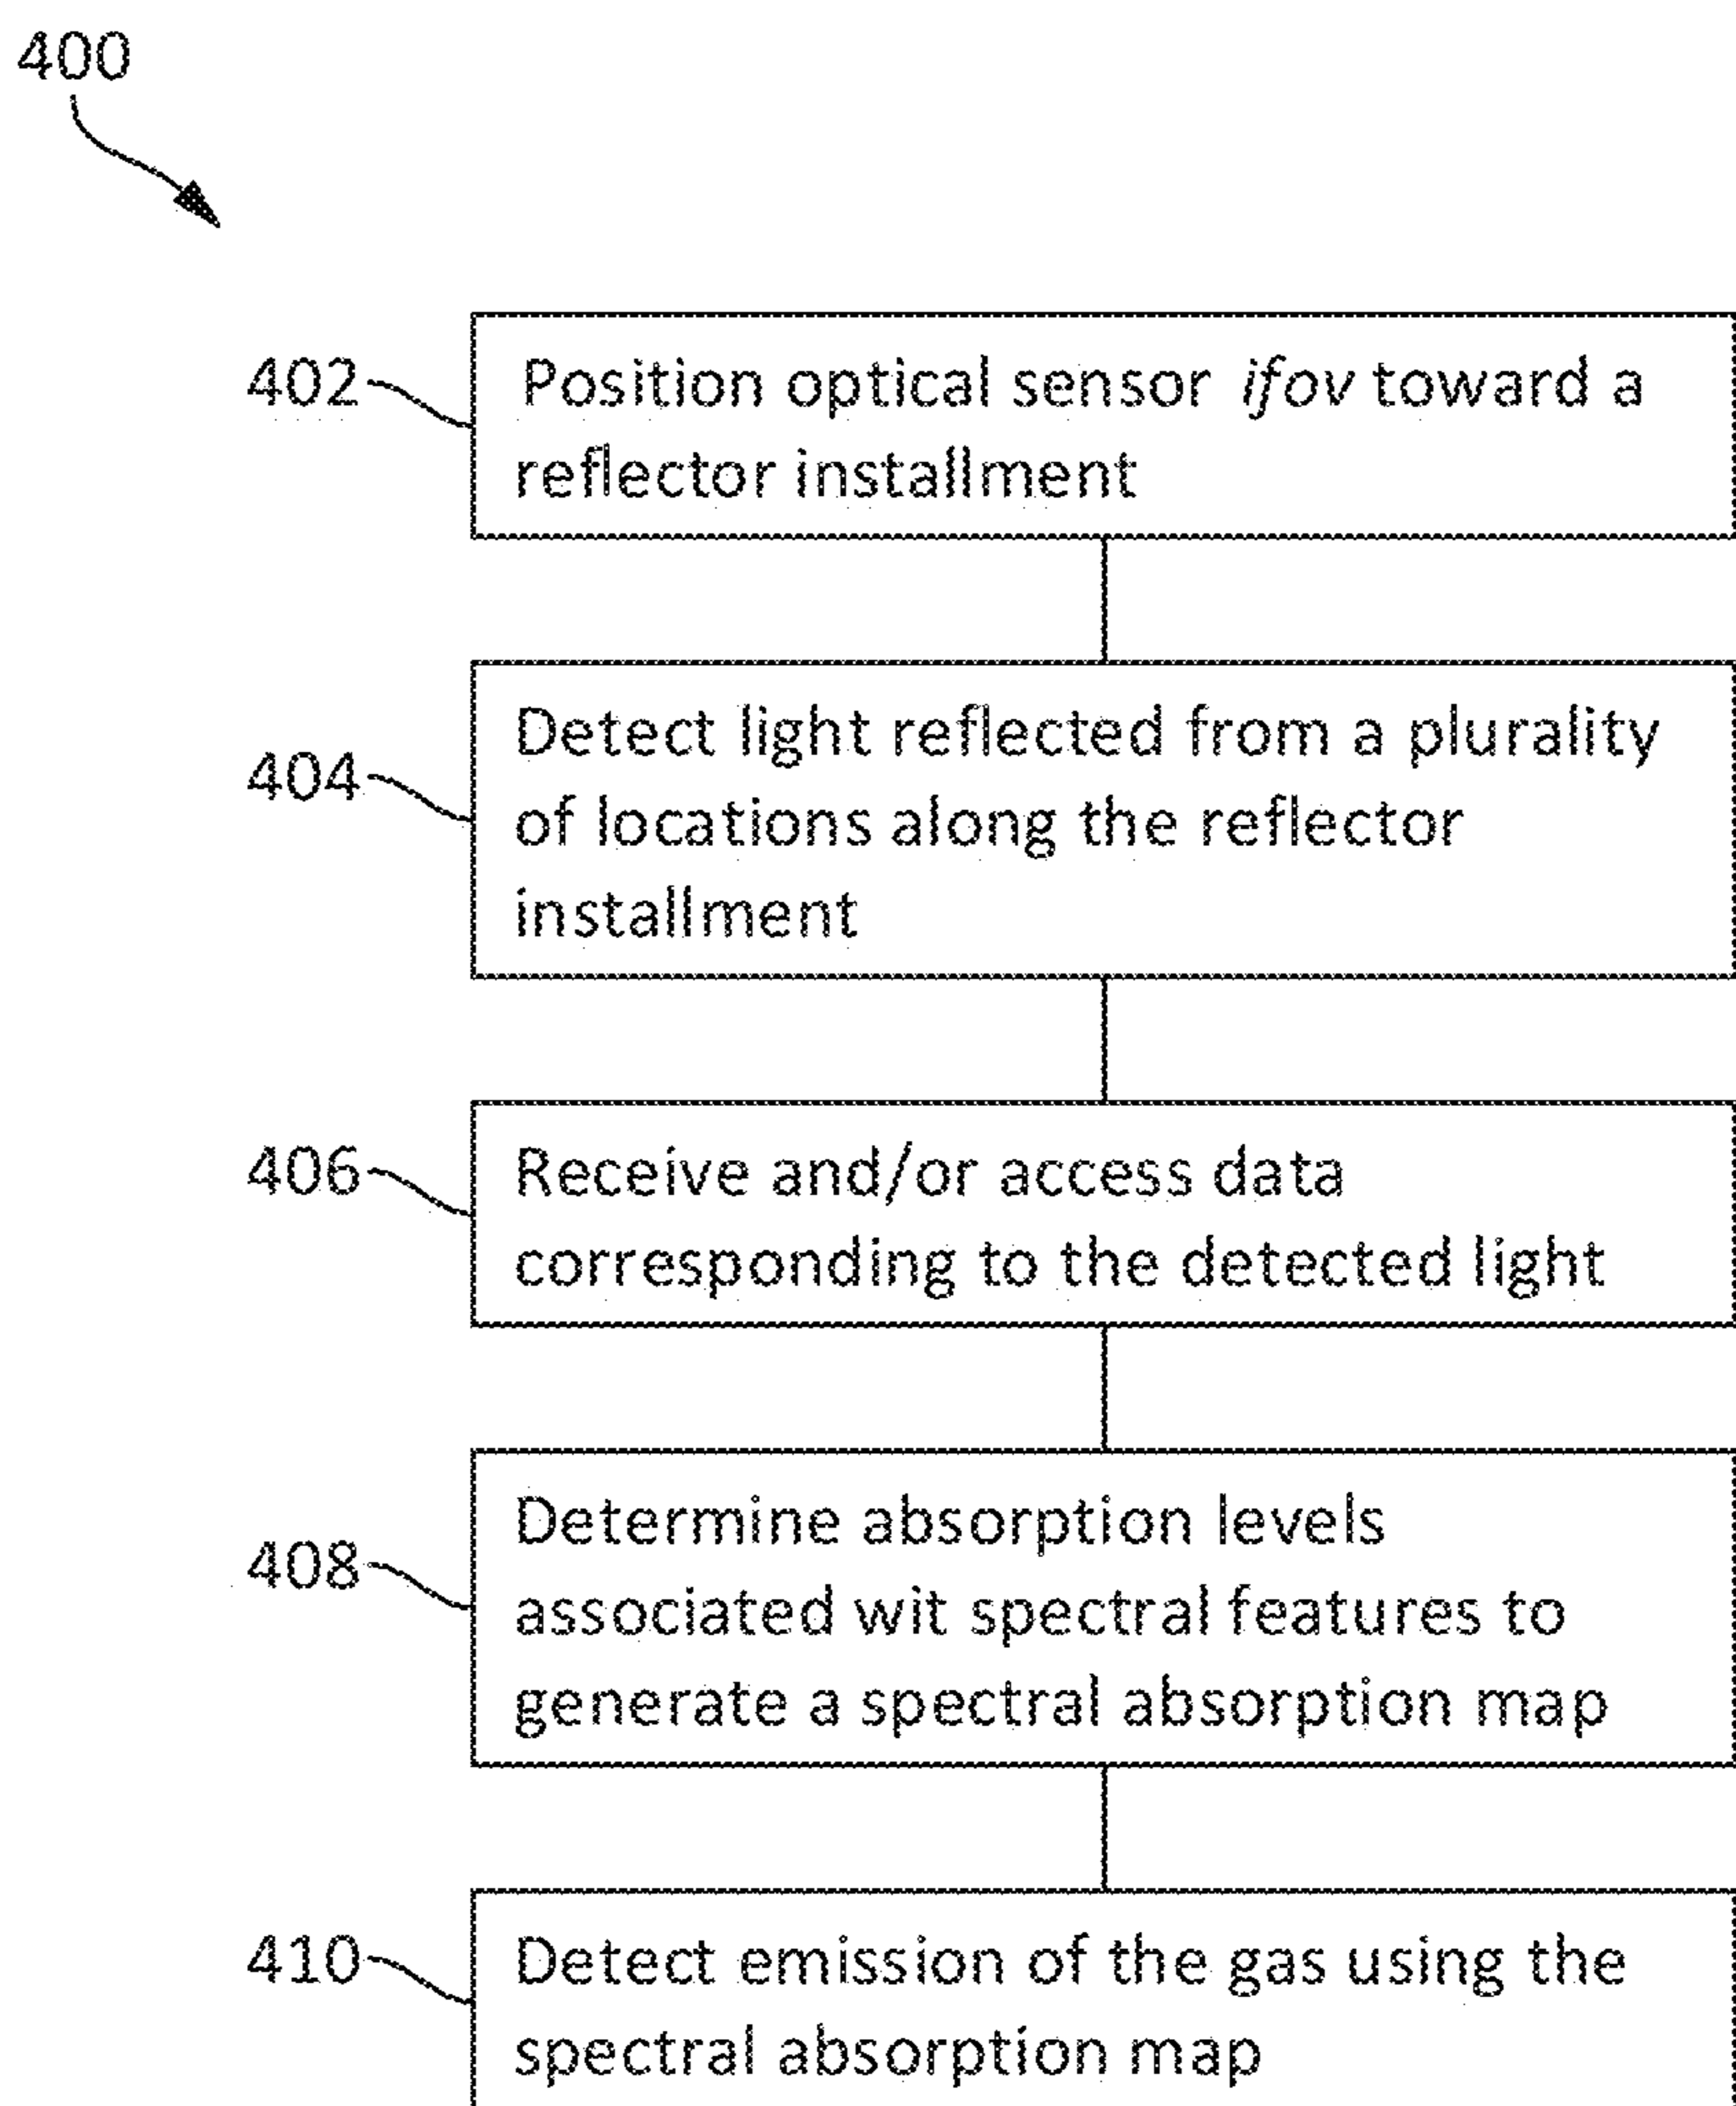 400
402
Position optical sensor ifov toward a
reflector installment
404
Detect light reflected from a plurality
of locations along the reflector
installment
406
Receive and/or access data
corresponding to the detected light
408
Determine absorption levels
associated wit spectral features to
generate a spectral absorption map
410
Detect emission of the gas using the
spectral absorption map